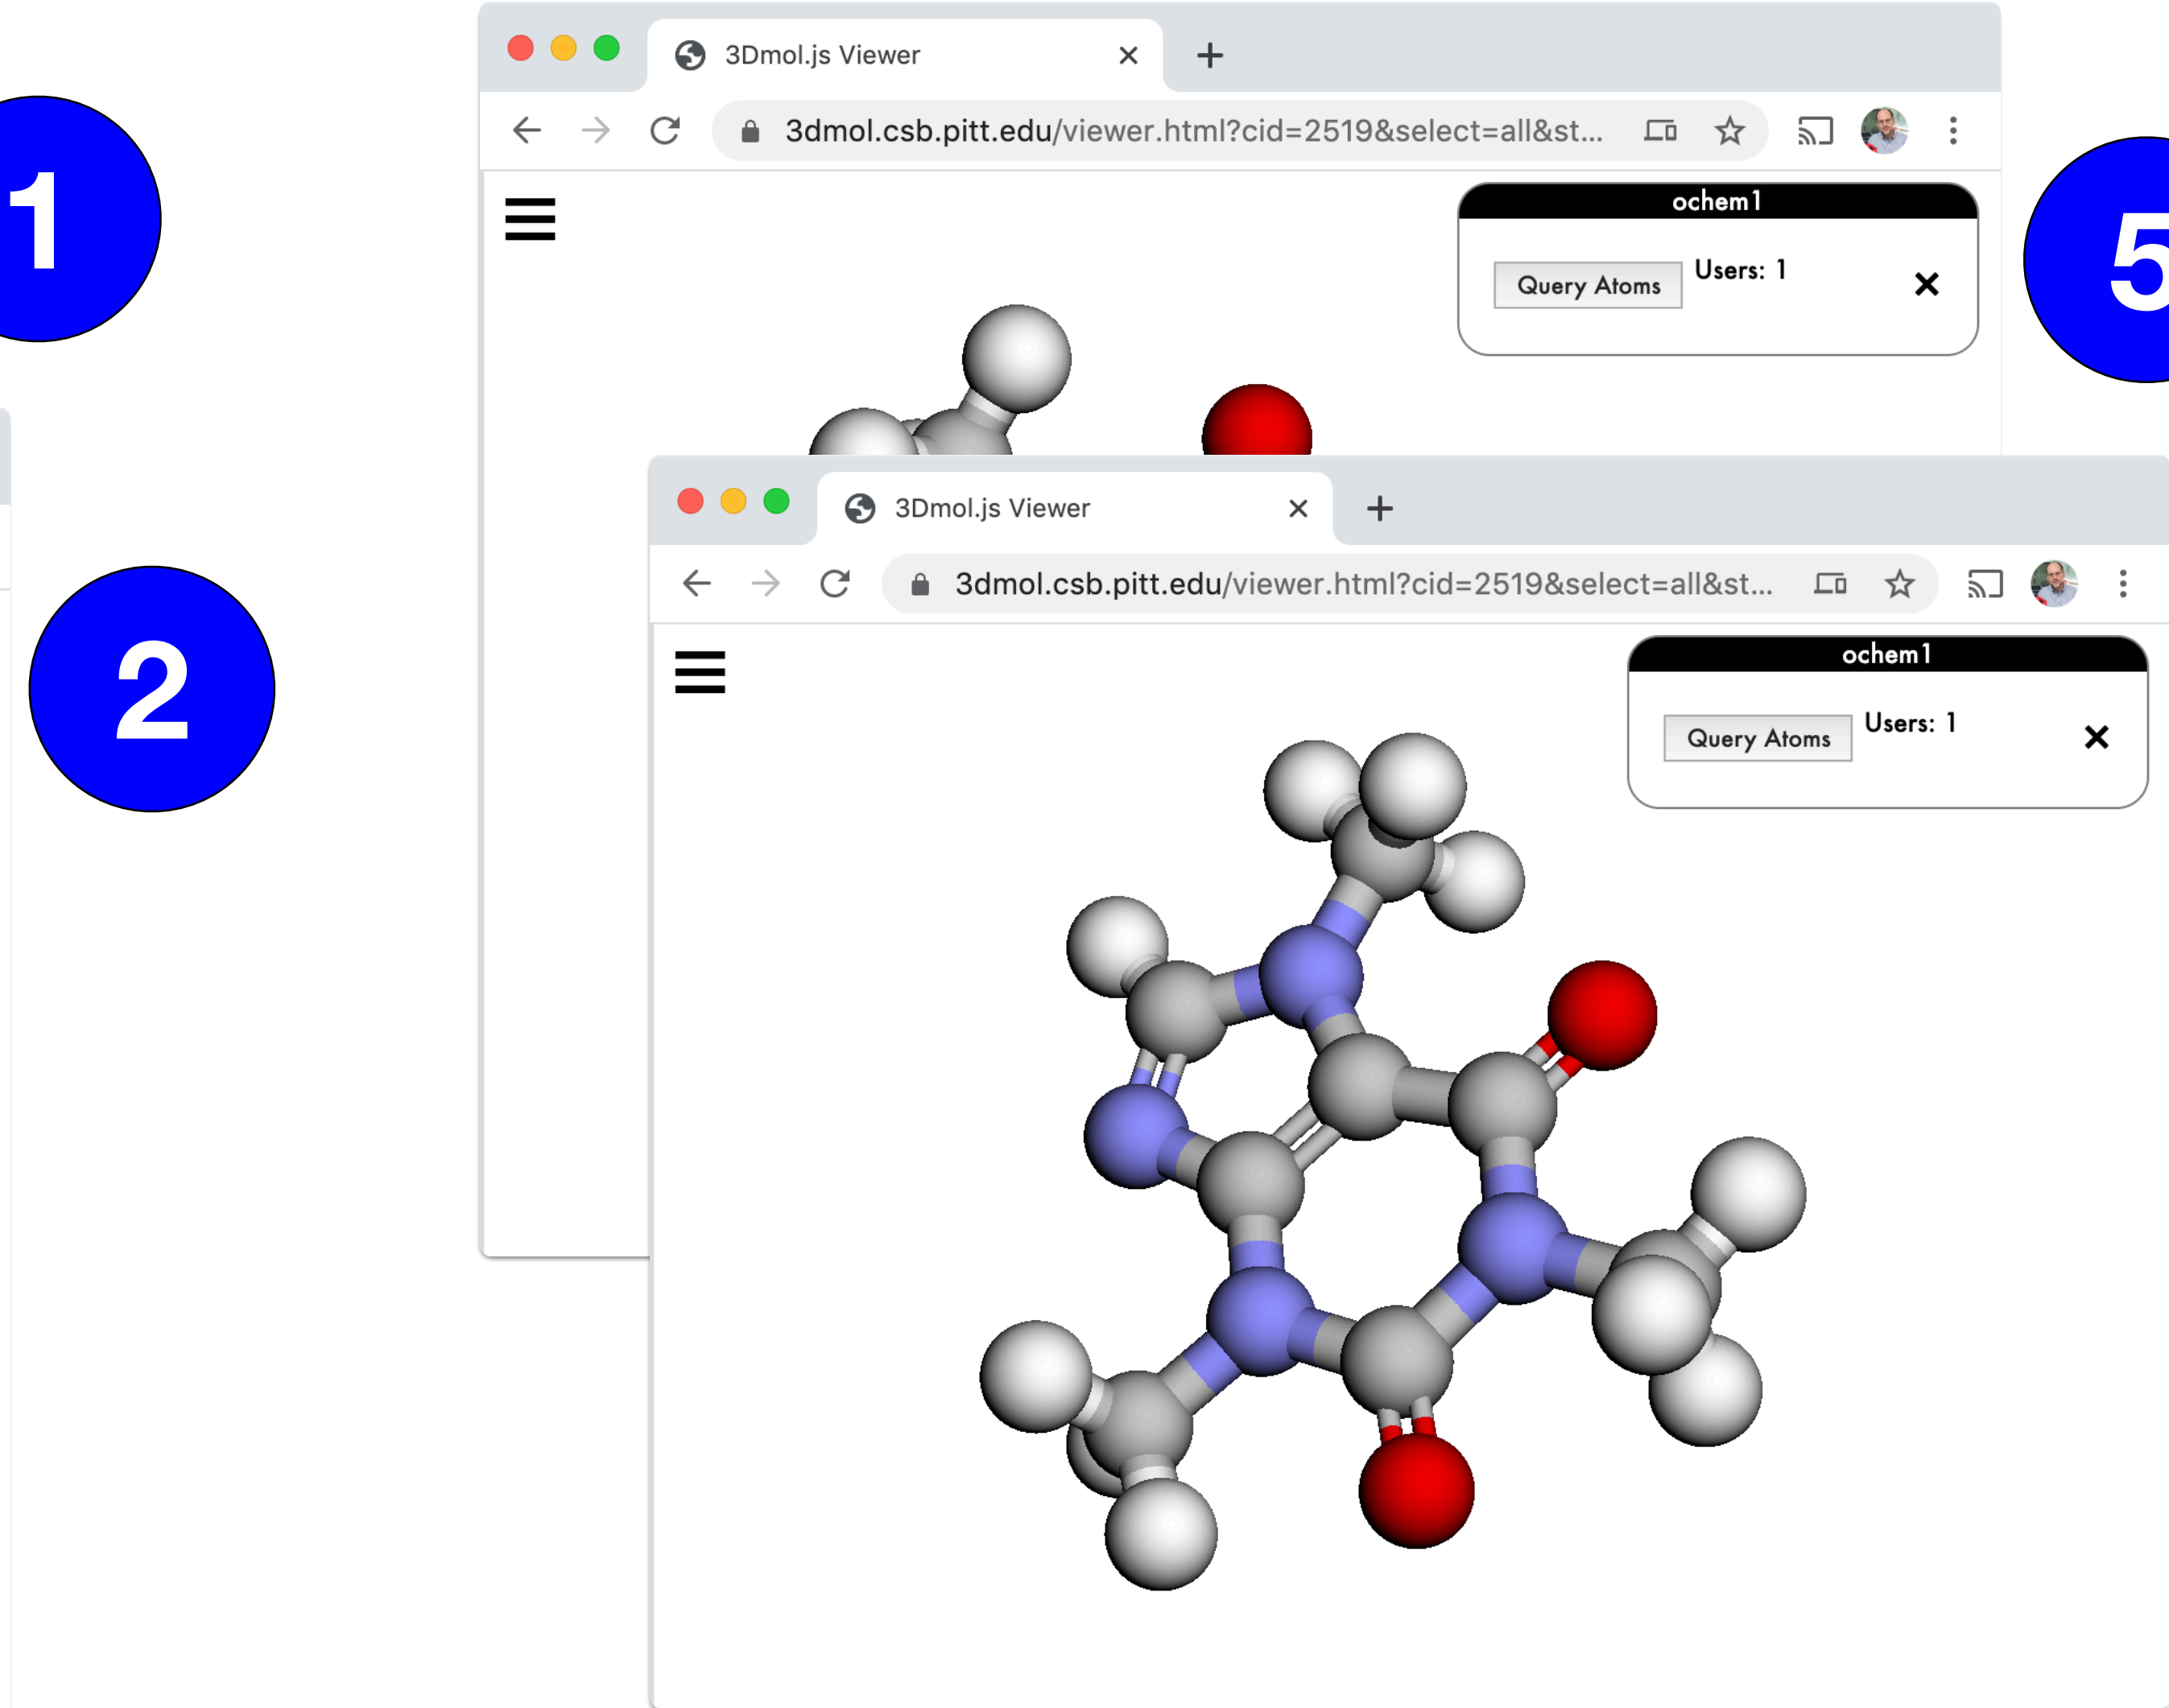 3Dmol.js Viewer
3dmol.csb.pitt.edu/viewer.html?cid=2519&select=all&st...
1
ochem1
Query Atoms Users: 1
5
3Dmol.js Viewer
3dmol.csb.pitt.edu/viewer.html?cid=2519&select=all&st...
2
ochem1
Query Atoms Users: 1